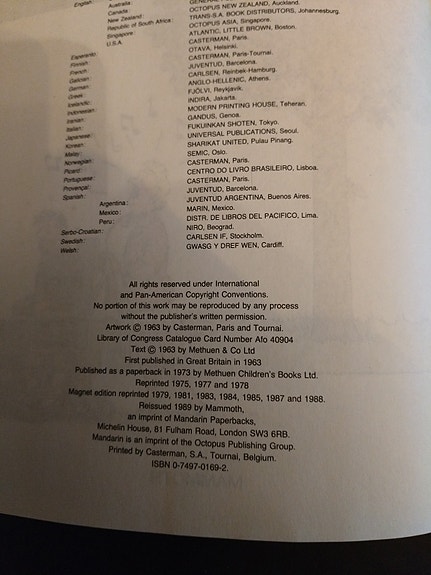 English:
Australia:
Canada:
New Zealand: OCTOPUS NEW ZEALAND, Auckland.
Republic of South Africa: TRANS-S.A. BOOK DISTRIBUTORS, Johannesburg.
Singapore: OCTOPUS ASIA, Singapore.
U.S.A. ATLANTIC, LITTLE BROWN, Boston.
Esperanto: CASTERMAN, Paris.
Finnish: OTAVA, Helsinki.
French: CASTERMAN, Paris-Tournai.
Galician: JUVENTUD, Barcelona.
German: CARLSEN, Reinbek-Hamburg.
Greek: ANGLO-HELLENIC, Athens.
Icelandic: FJÖLVI, Reykjavik.
Indonesian: INDIRA, Jakarta.
Iranian: MODERN PRINTING HOUSE, Teheran.
Italian: GANDUS, Genoa.
Japanese: FUKUINKAN SHOTEN, Tokyo.
Korean: UNIVERSAL PUBLICATIONS, Seoul.
Malay: SHARIKAT UNITED, Pulau Pinang.
Norwegian: SEMIC, Oslo.
Picard: CASTERMAN, Paris.
Portuguese: CENTRO DO LIVRO BRASILEIRO, Lisboa.
Provençal: CASTERMAN, Paris.
Spanish: JUVENTUD, Barcelona.
Argentina: JUVENTUD ARGENTINA, Buenos Aires.
Mexico: MARIN, Mexico.
Peru: DISTR. DE LIBROS DEL PACIFICO, Lima.
Serbo-Croatian: NIRO, Beograd.
Swedish: CARLSEN IF, Stockholm.
Welsh: GWASG Y DREF WEN, Cardiff.
All rights reserved under International
and Pan-American Copyright Conventions.
No portion of this work may be reproduced by any process
without the publisher's written permission.
Artwork © 1963 by Casterman, Paris and Tournai.
Library of Congress Catalogue Card Number Afo 40904
Text © 1963 by Methuen & Co Ltd
First published in Great Britain in 1963
Published as a paperback in 1973 by Methuen Children's Books Ltd.
Reprinted 1975, 1977 and 1978
Magnet edition reprinted 1979, 1981, 1983, 1984, 1985, 1987 and 1988.
Reissued 1989 by Mammoth,
an imprint of Mandarin Paperbacks,
Michelin House, 81 Fulham Road, London SW3 6RB.
Mandarin is an imprint of the Octopus Publishing Group.
Printed by Casterman, S.A., Tournai, Belgium.
ISBN 0-7497-0169-2.